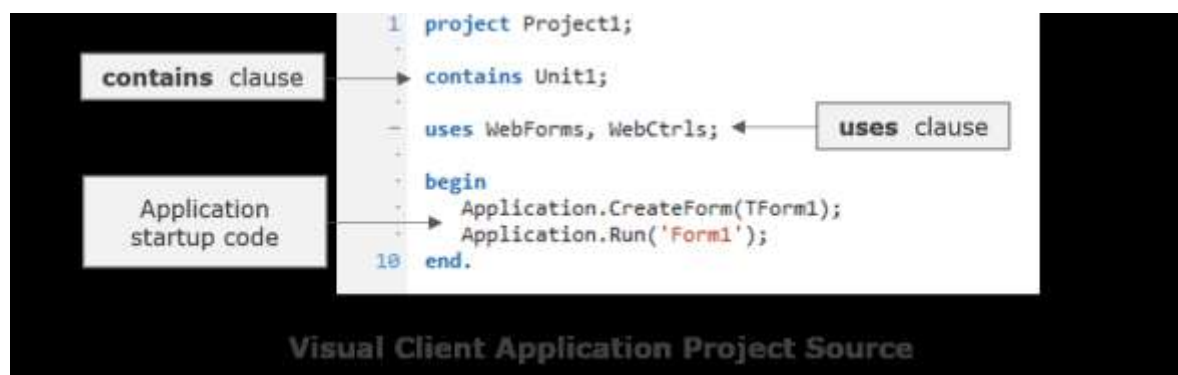 1 project Project1;
contains clause
contains Unit1;
uses WebForms, WebCtrls;
uses clause
begin
Application
startup code
Application.CreateForm(TForm1);
Application.Run('Form1');
10 end.
Visual Client Application Project Source